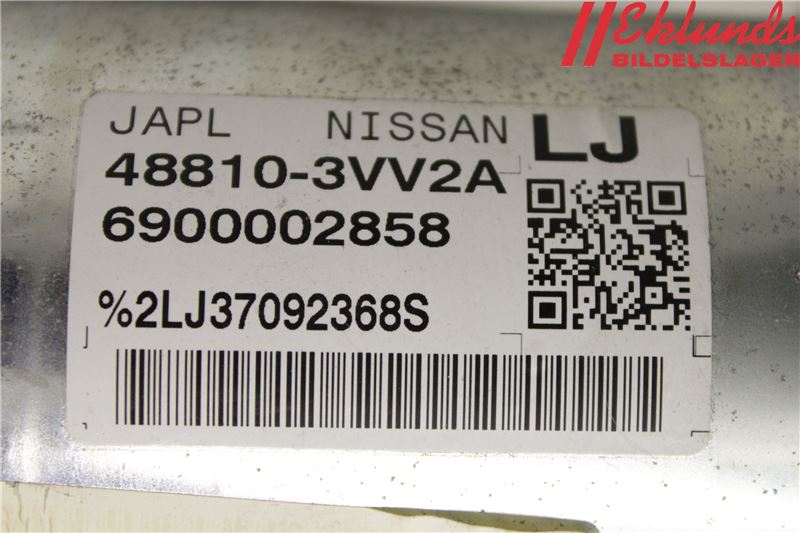 Eklunds
BILDELSLAGER
JAPL NISSAN LJ
48810-3VV2A
6900002858
%2LJ37092368S